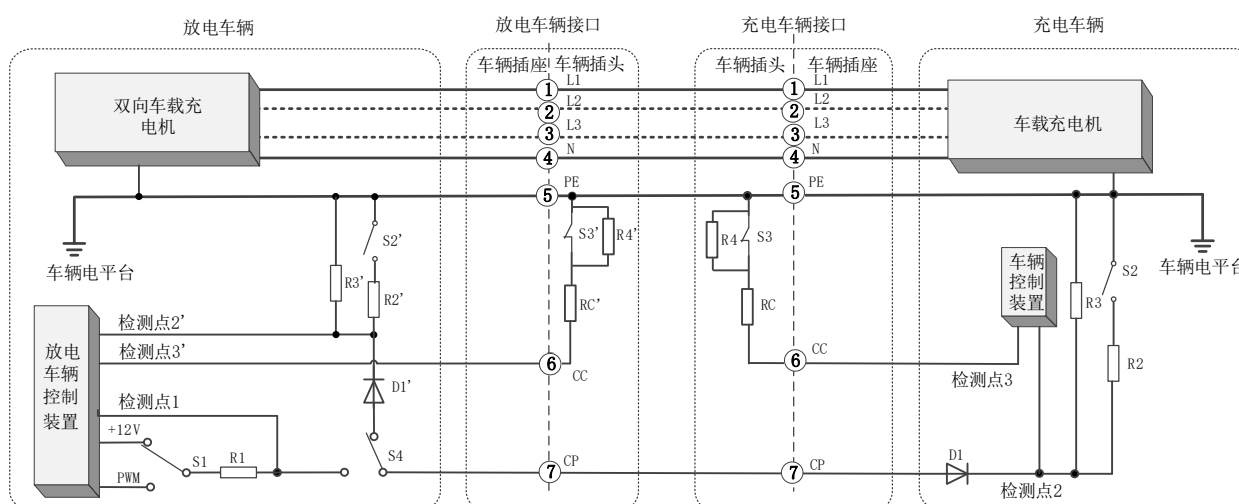 放电车辆
放电车辆接口
充电车辆接口
充电车辆
车辆插座 车辆插头
车辆插头 车辆插座
双向车载充
电机
车载充电机
1 L1
2 L2
3 L3
4 N
5 PE
1 L1
2 L2
3 L3
4 N
5 PE
S2'
S3'
R4'
R4
S3
车辆电平台
R3'
R2'
RC'
RC
车辆
控制
装置
R3
S2
车辆电平台
放电
车辆
控制
装置
检测点2'
检测点3'
6
CC
6
CC
检测点3
R2
D1'
检测点1
+12V
S1
R1
S4
PWM
7 CP
7 CP
D1
检测点2